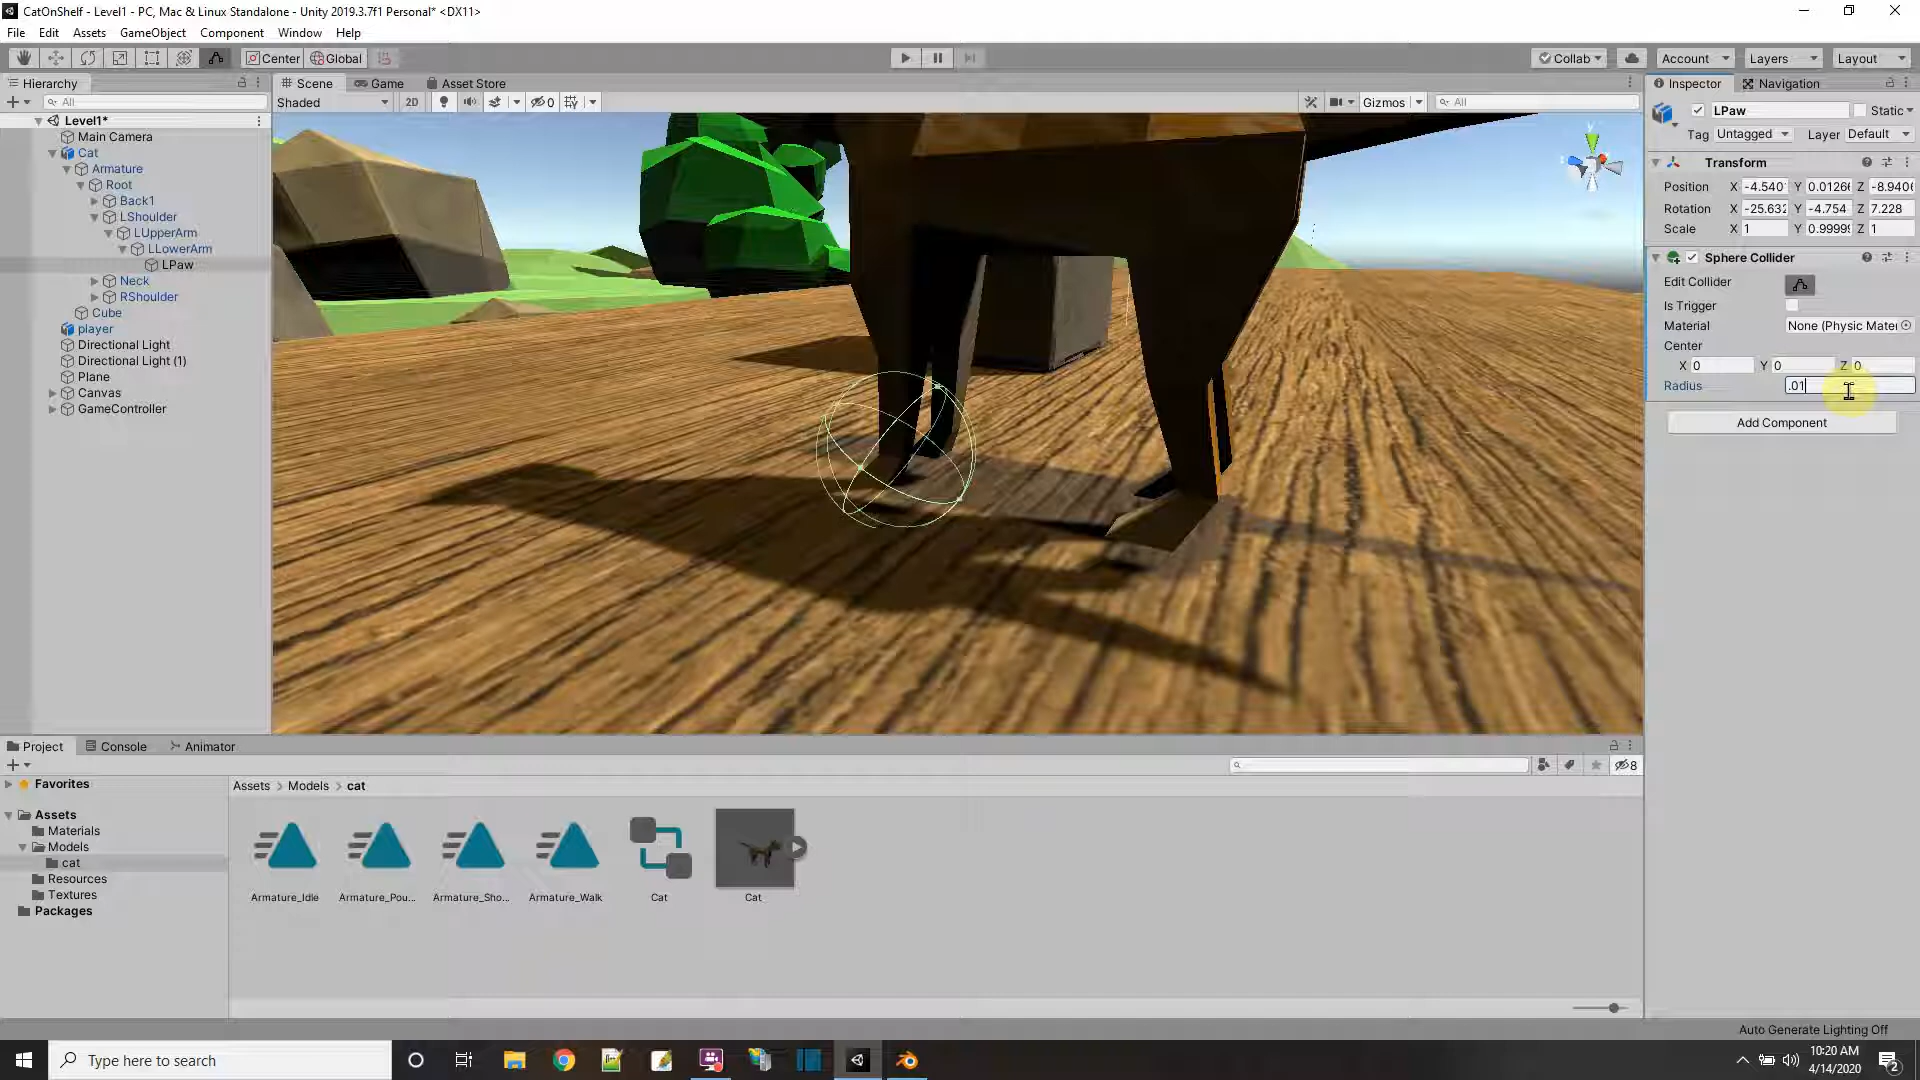 CatOnShelf - Level1 - PC, Mac & Linux Standalone - Unity 2019.3.7f1 Personal* <DX11>
File Edit Assets GameObject Component Window Help
Center Global Collab Account Layers Layout
Hierarchy
All
Level1*
Main Camera
Cat
Armature
Root
Back1
LShoulder
LUpperArm
LLowerArm
LPaw
Neck
RShoulder
Cube
player
Directional Light
Directional Light (1)
Plane
Canvas
GameController
Scene Game Asset Store
Shaded 2D 0 Gizmos All
y
Inspector Navigation
LPaw Static
Tag Untagged Layer Default
Transform
Position X -4.540 Y 0.0126 Z -8.940
Rotation X -25.63 Y -4.754 Z 7.228
Scale X 1 Y 0.9999 Z 1
Sphere Collider
Edit Collider
Is Trigger
Material None (Physic Mater
Center
X 0 Y 0 Z 0
Radius .01
Add Component
Project Console Animator
8
Favorites
Assets
Materials
Models
cat
Resources
Textures
Packages
Assets > Models > cat
Armature_Idle Armature_Pou... Armature_Sho... Armature_Walk Cat Cat
Auto Generate Lighting Off
Type here to search
10:20 AM
4/14/2020
2